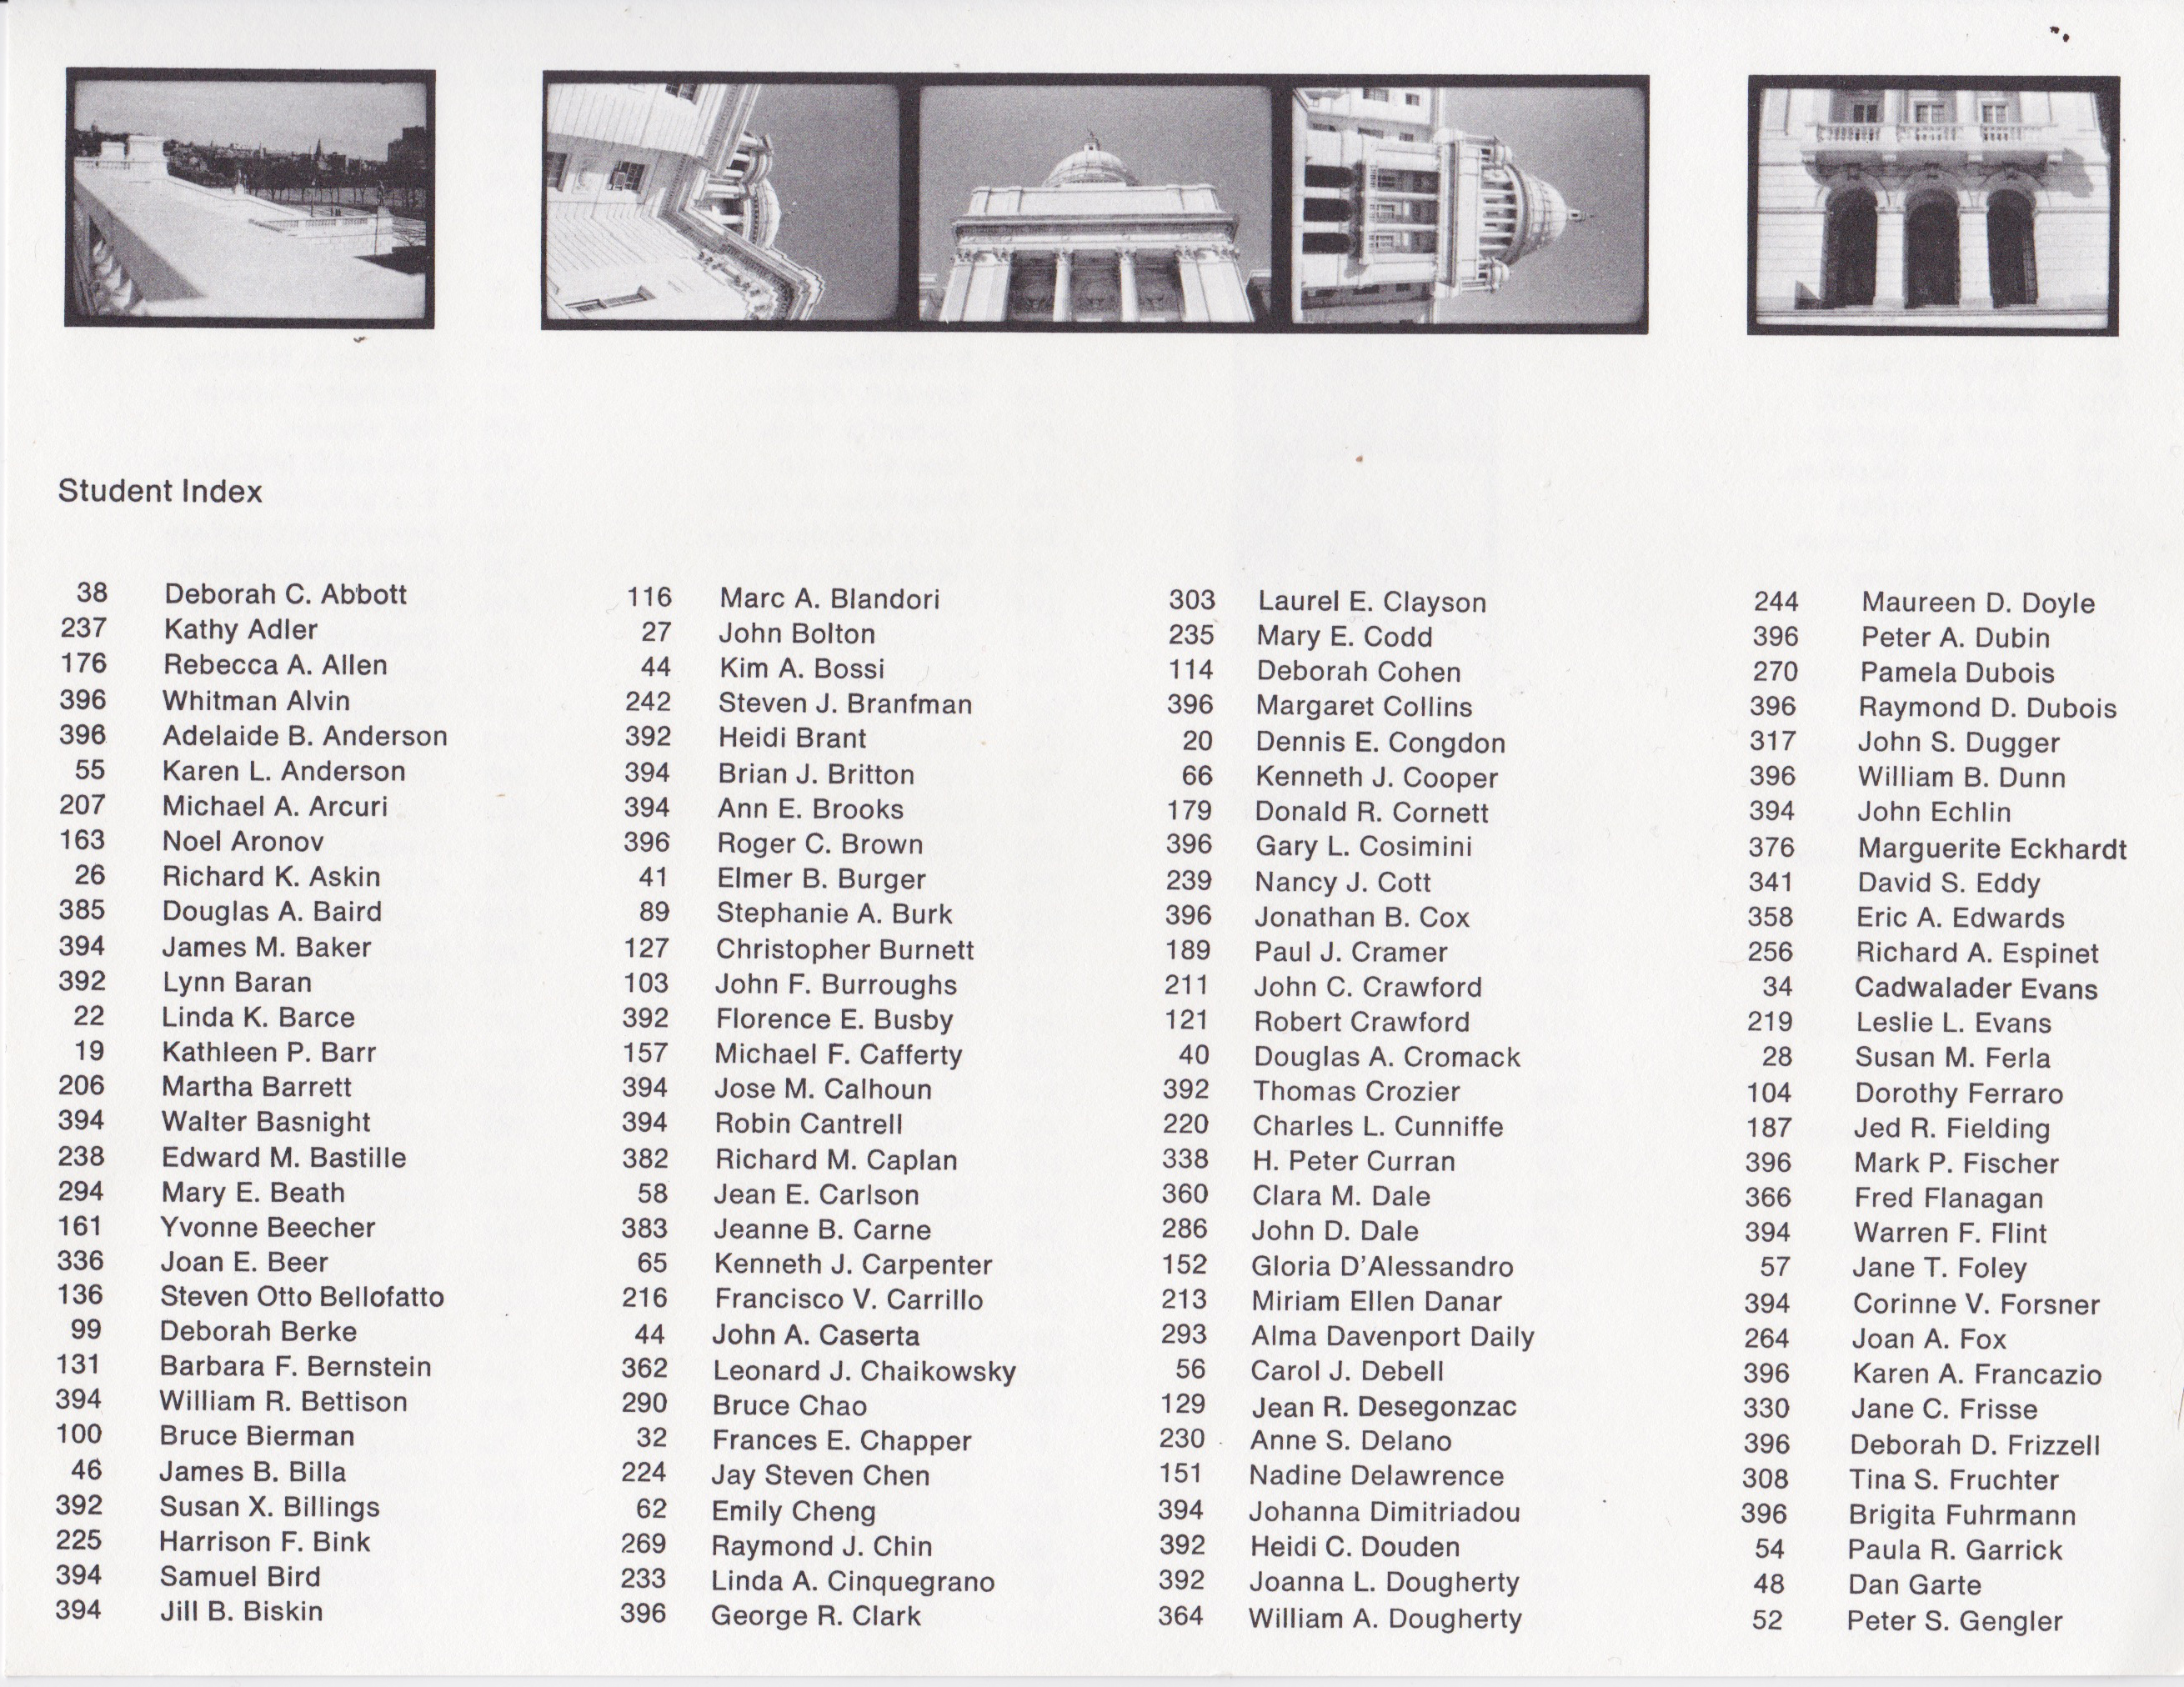 Student Index
38 Deborah C. Abbott
237 Kathy Adler
176 Rebecca A. Allen
396 Whitman Alvin
396 Adelaide B. Anderson
55 Karen L. Anderson
207 Michael A. Arcuri
163 Noel Aronov
26 Richard K. Askin
385 Douglas A. Baird
394 James M. Baker
392 Lynn Baran
22 Linda K. Barce
19 Kathleen P. Barr
206 Martha Barrett
394 Walter Basnight
238 Edward M. Bastille
294 Mary E. Beath
161 Yvonne Beecher
336 Joan E. Beer
136 Steven Otto Bellofatto
99 Deborah Berke
131 Barbara F. Bernstein
394 William R. Bettison
100 Bruce Bierman
46 James B. Billa
392 Susan X. Billings
225 Harrison F. Bink
394 Samuel Bird
394 Jill B. Biskin
116 Marc A. Blandori
27 John Bolton
44 Kim A. Bossi
242 Steven J. Branfman
392 Heidi Brant
394 Brian J. Britton
394 Ann E. Brooks
396 Roger C. Brown
41 Elmer B. Burger
89 Stephanie A. Burk
127 Christopher Burnett
103 John F. Burroughs
392 Florence E. Busby
157 Michael F. Cafferty
394 Jose M. Calhoun
394 Robin Cantrell
382 Richard M. Caplan
58 Jean E. Carlson
383 Jeanne B. Carne
65 Kenneth J. Carpenter
216 Francisco V. Carrillo
44 John A. Caserta
362 Leonard J. Chaikowsky
290 Bruce Chao
32 Frances E. Chapper
224 Jay Steven Chen
62 Emily Cheng
269 Raymond J. Chin
233 Linda A. Cinquegrano
396 George R. Clark
303 Laurel E. Clayson
235 Mary E. Codd
114 Deborah Cohen
396 Margaret Collins
20 Dennis E. Congdon
66 Kenneth J. Cooper
179 Donald R. Cornett
396 Gary L. Cosimini
239 Nancy J. Cott
396 Jonathan B. Cox
189 Paul J. Cramer
211 John C. Crawford
121 Robert Crawford
40 Douglas A. Cromack
392 Thomas Crozier
220 Charles L. Cunniffe
338 H. Peter Curran
360 Clara M. Dale
286 John D. Dale
152 Gloria D'Alessandro
213 Miriam Ellen Danar
293 Alma Davenport Daily
56 Carol J. Debell
129 Jean R. Desegonzac
230 Anne S. Delano
151 Nadine Delawrence
394 Johanna Dimitriadou
392 Heidi C. Douden
392 Joanna L. Dougherty
364 William A. Dougherty
244 Maureen D. Doyle
396 Peter A. Dubin
270 Pamela Dubois
396 Raymond D. Dubois
317 John S. Dugger
396 William B. Dunn
394 John Echlin
376 Marguerite Eckhardt
341 David S. Eddy
358 Eric A. Edwards
256 Richard A. Espinet
34 Cadwalader Evans
219 Leslie L. Evans
28 Susan M. Ferla
104 Dorothy Ferraro
187 Jed R. Fielding
396 Mark P. Fischer
366 Fred Flanagan
394 Warren F. Flint
57 Jane T. Foley
394 Corinne V. Forsner
264 Joan A. Fox
396 Karen A. Francazio
330 Jane C. Frisse
396 Deborah D. Frizzell
308 Tina S. Fruchter
396 Brigita Fuhrmann
54 Paula R. Garrick
48 Dan Garte
52 Peter S. Gengler